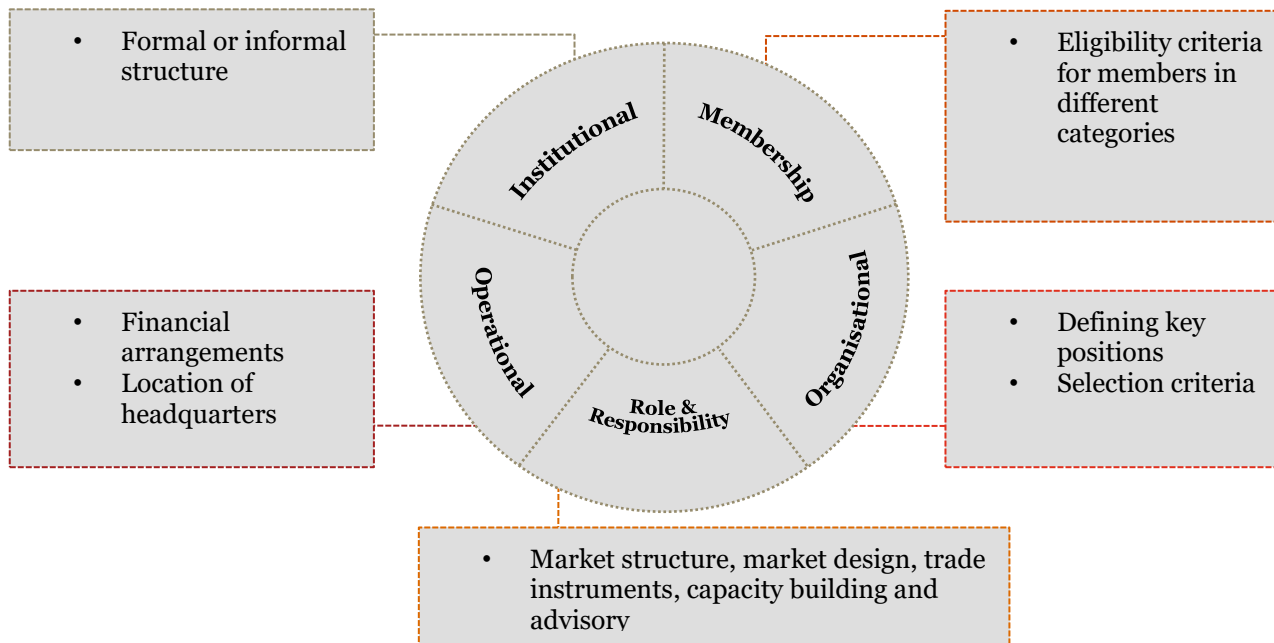 • Formal or informal
structure
• Eligibility criteria
for members in
different
categories
Institutional
Membership
Operational
Organisational
Role &
Responsibility
• Financial
arrangements
• Location of
headquarters
• Defining key
positions
• Selection criteria
• Market structure, market design, trade
instruments, capacity building and
advisory